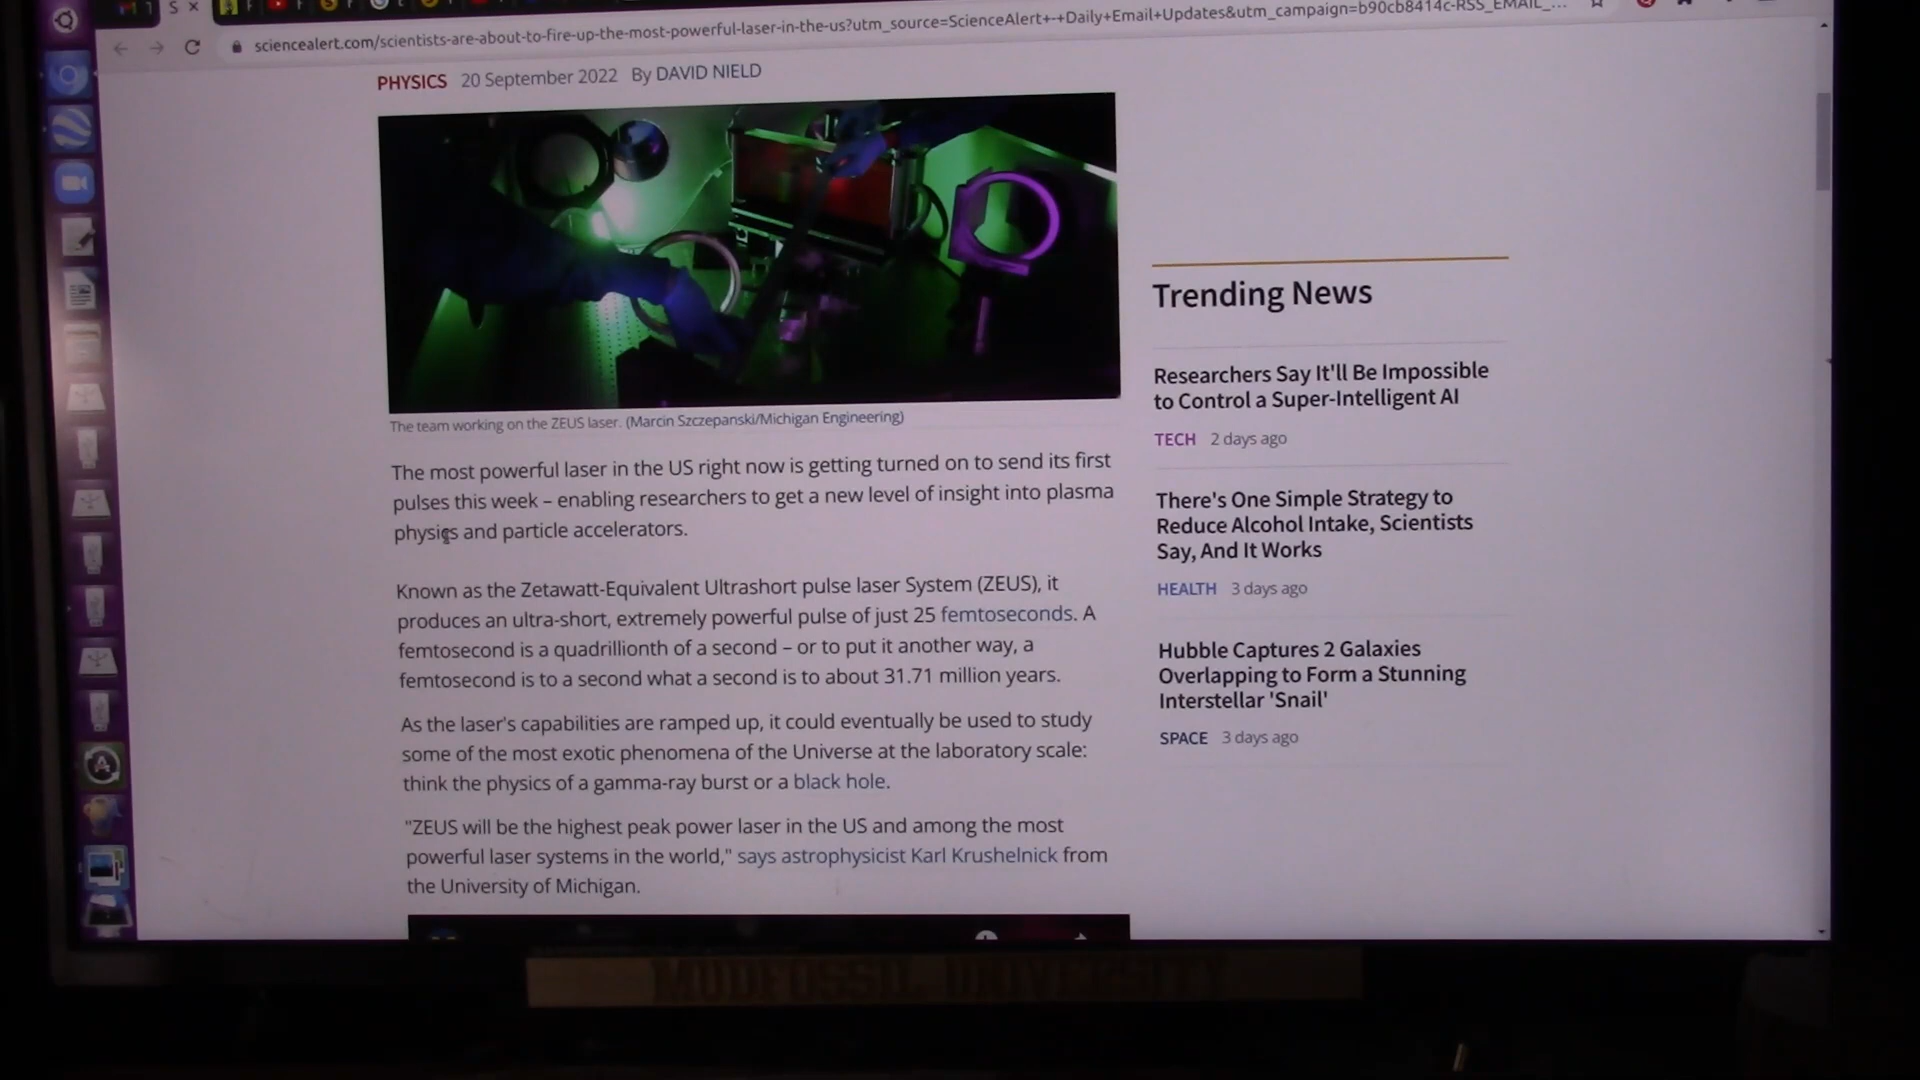 sciencealert.com/scientists-are-about-to-fire-up-the-most-powerful-laser-in-the-us?utm_source=ScienceAlert+-+Daily+Email+Updates&utm_campaign=b90cb8414c-RSS_EMAIL_...
PHYSICS 20 September 2022 By DAVID NIELD
The team working on the ZEUS laser. (Marcin Szczepanski/Michigan Engineering)
The most powerful laser in the US right now is getting turned on to send its first
pulses this week – enabling researchers to get a new level of insight into plasma
physics and particle accelerators.
Known as the Zetawatt-Equivalent Ultrashort pulse laser System (ZEUS), it
produces an ultra-short, extremely powerful pulse of just 25 femtoseconds. A
femtosecond is a quadrillionth of a second – or to put it another way, a
femtosecond is to a second what a second is to about 31.71 million years.
As the laser's capabilities are ramped up, it could eventually be used to study
some of the most exotic phenomena of the Universe at the laboratory scale:
think the physics of a gamma-ray burst or a black hole.
"ZEUS will be the highest peak power laser in the US and among the most
powerful laser systems in the world," says astrophysicist Karl Krushelnick from
the University of Michigan.
Trending News
Researchers Say It'll Be Impossible
to Control a Super-Intelligent AI
TECH 2 days ago
There's One Simple Strategy to
Reduce Alcohol Intake, Scientists
Say, And It Works
HEALTH 3 days ago
Hubble Captures 2 Galaxies
Overlapping to Form a Stunning
Interstellar 'Snail'
SPACE 3 days ago
MUDFOSSIL UNIVERSITY